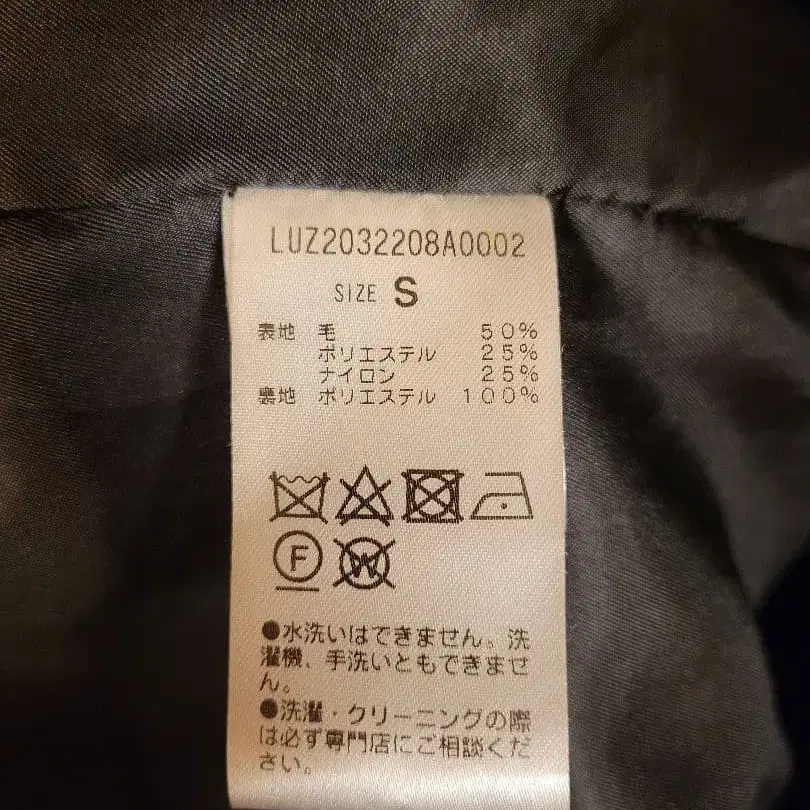 LUZ2032208A0002
SIZE S
表地 毛 50%
ポリエステル 25%
ナイロン 25%
裏地 ポリエステル 100%
F W
●水洗いはできません。洗
濯機、手洗いともできませ
ん。
●洗濯・クリーニングの際
は必ず専門店にご相談くだ
さい。